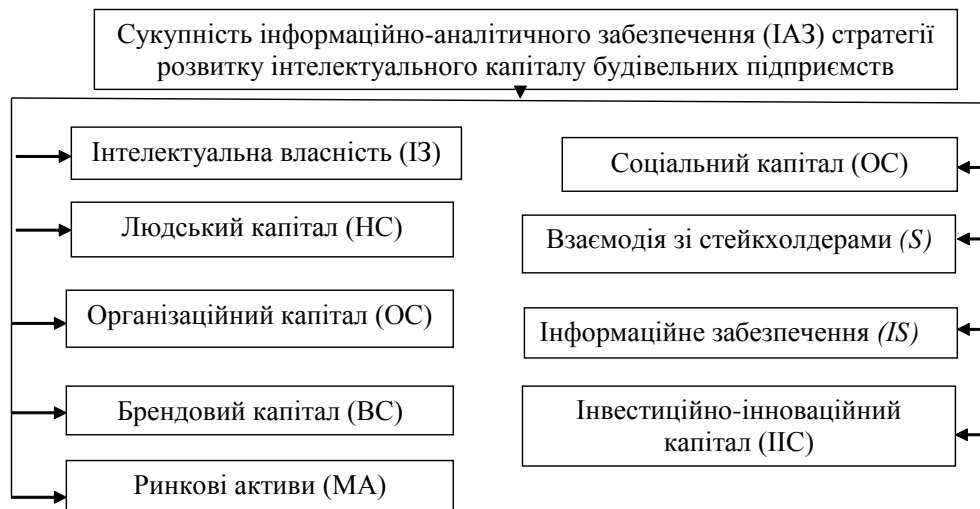 Сукупність інформаційно-аналітичного забезпечення (ІАЗ) стратегії
розвитку інтелектуального капіталу будівельних підприємств
Інтелектуальна власність (ІЗ)
Людський капітал (НС)
Організаційний капітал (ОС)
Брендовий капітал (ВС)
Ринкові активи (МА)
Соціальний капітал (ОС)
Взаємодія зі стейкхолдерами (S)
Інформаційне забезпечення (IS)
Інвестиційно-інноваційний
капітал (ІІС)